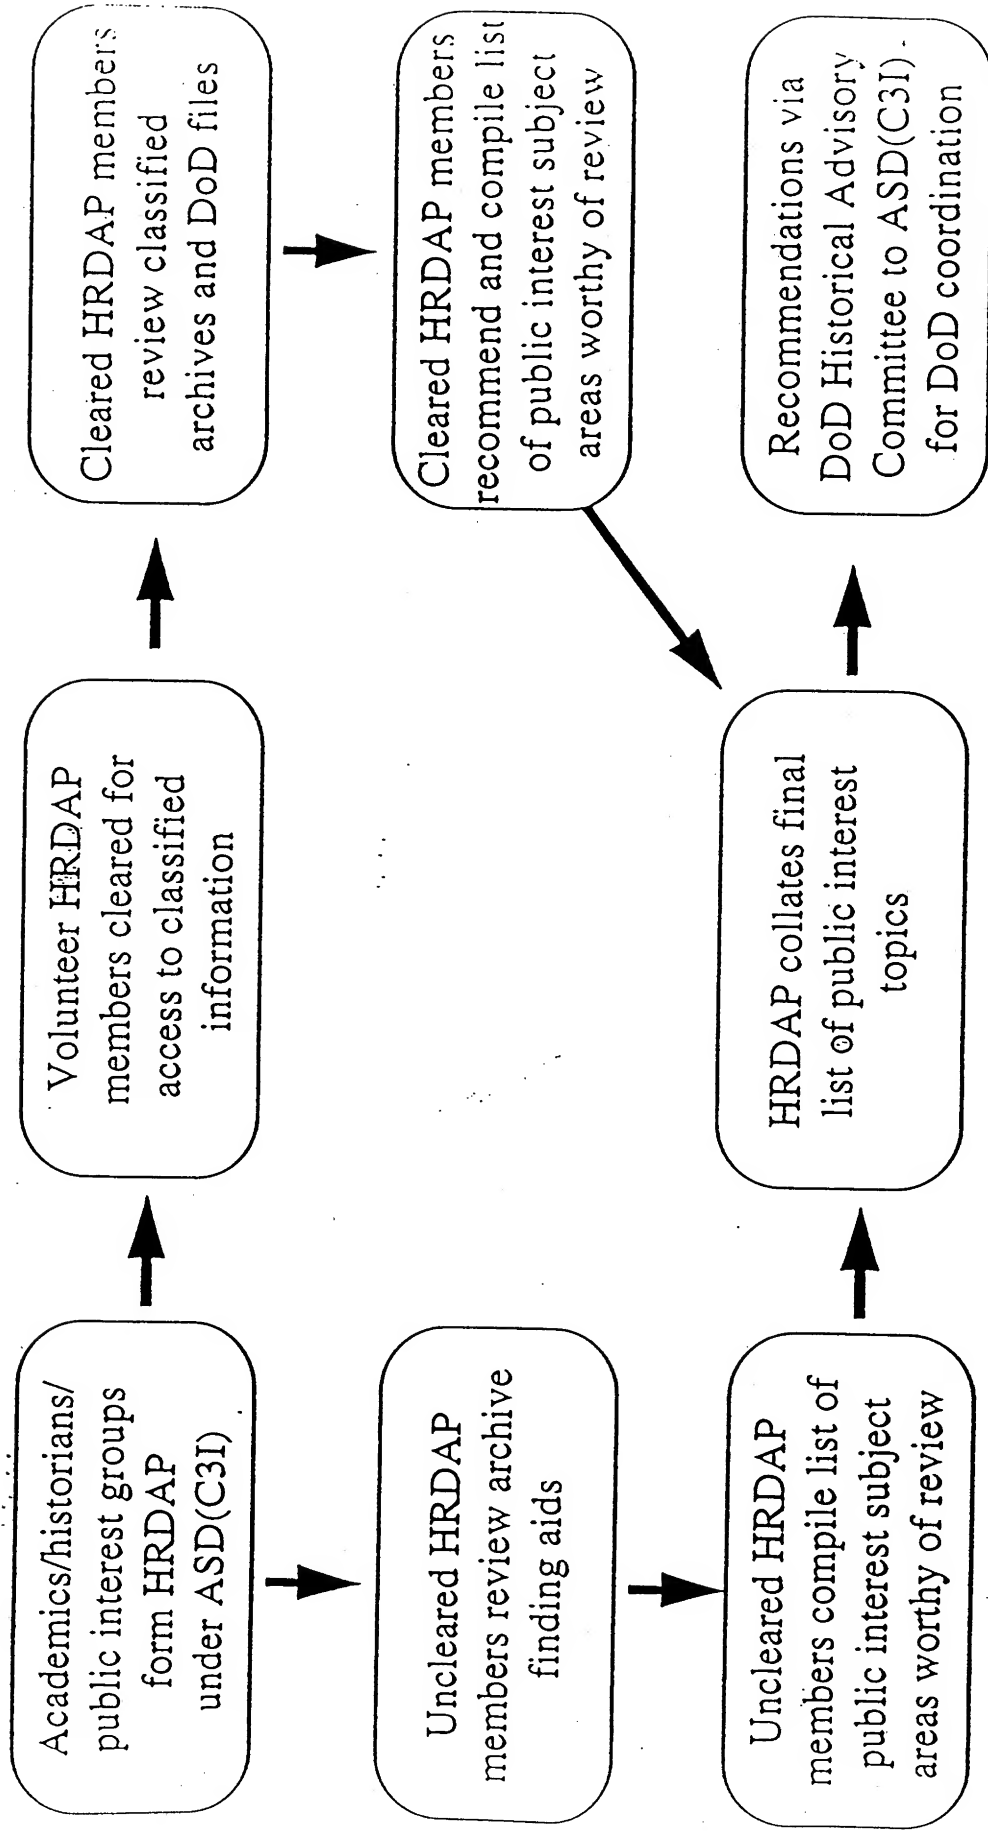 Academics/historians/
public interest groups
form HRDAP
under ASD(C3I)
Volunteer HRDAP
members cleared for
access to classified
information
Cleared HRDAP members
review classified
archives and DoD files
Uncleared HRDAP
members review archive
finding aids
Cleared HRDAP members
recommend and compile list
of public interest subject
areas worthy of review
Uncleared HRDAP
members compile list of
public interest subject
areas worthy of review
HRDAP collates final
list of public interest
topics
Recommendations via
DoD Historical Advisory
Committee to ASD(C3I)
for DoD coordination